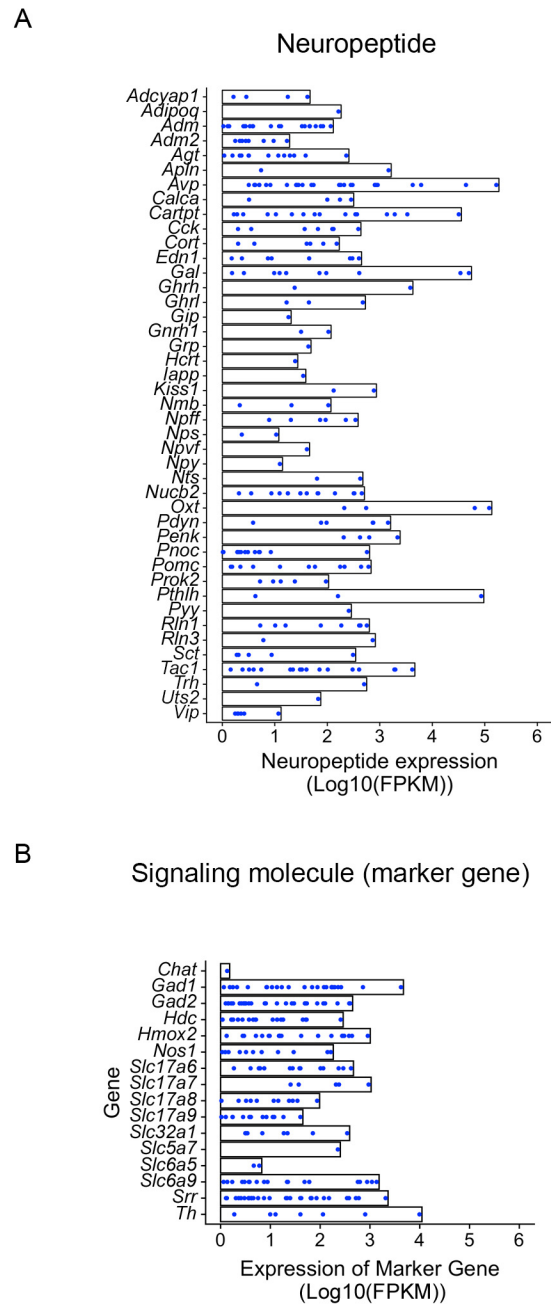 A
Neuropeptide
Adcyap1
Adipoq
Adm
Adm2
Agt
Apln
Avp
Calca
Cartpt
Cck
Cort
Edn1
Gal
Ghrh
Ghrl
Gip
Gnrh1
Grp
Hcrt
Iapp
Kiss1
Nmb
Npff
Nps
Npvf
Npy
Nts
Nucb2
Oxt
Pdyn
Penk
Pnoc
Pomc
Prok2
Pthlh
Pyy
Rln1
Rln3
Sct
Tac1
Trh
Uts2
Vip
0 1 2 3 4 5 6
Neuropeptide expression
(Log10(FPKM))
B
Signaling molecule (marker gene)
Gene
Chat
Gad1
Gad2
Hdc
Hmox2
Nos1
Slc17a6
Slc17a7
Slc17a8
Slc17a9
Slc32a1
Slc5a7
Slc6a5
Slc6a9
Srr
Th
0 1 2 3 4 5 6
Expression of Marker Gene
(Log10(FPKM))